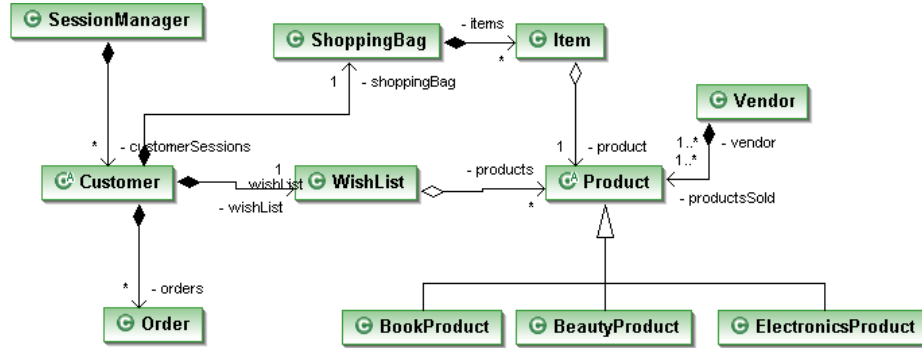 SessionManager
ShoppingBag
- items
*
Item
1
- shoppingBag
Vendor
*
- customerSessions
1
- product
1..*
1..*
- vendor
Customer
1
wishList
- wishList
WishList
- products
*
Product
- productsSold
*
- orders
Order
BookProduct
BeautyProduct
ElectronicsProduct